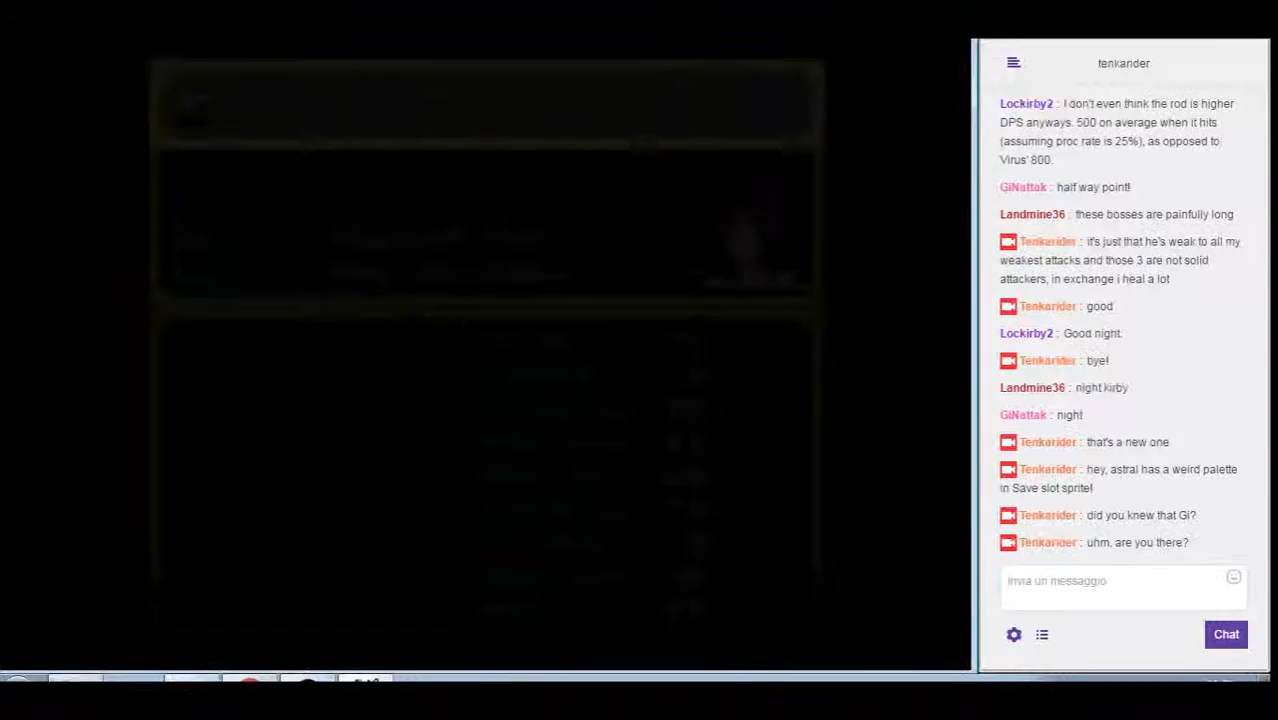 tenkarider
Lockirby2 : I don't even think the rod is higher
DPS anyways. 500 on average when it hits
(assuming proc rate is 25%), as opposed to
Virus' 800.
GiNattak : half way point!
Landmine36 : these bosses are painfully long
Tenkarider : it's just that he's weak to all my
weakest attacks and those 3 are not solid
attackers, in exchange i heal a lot
Tenkarider : good
Lockirby2 : Good night.
Tenkarider : bye!
Landmine36 : night kirby
GiNattak : night
Tenkarider : that's a new one
Tenkarider : hey, astral has a weird palette
in Save slot sprite!
Tenkarider : did you knew that Gi?
Tenkarider : uhm, are you there?
Invia un messaggio
Chat